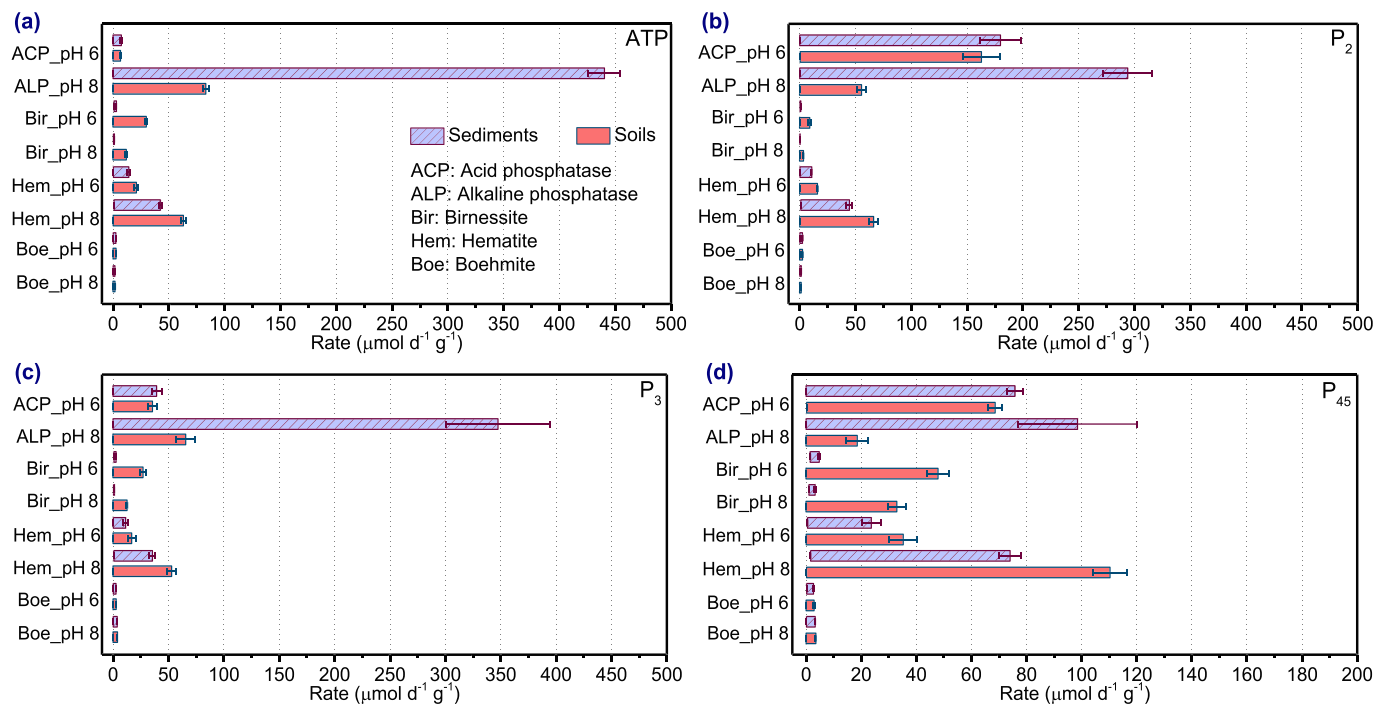 (a)
ATP
ACP_pH 6
ALP_pH 8
Bir_pH 6
Bir_pH 8
Hem_pH 6
Hem_pH 8
Boe_pH 6
Boe_pH 8
Sediments Soils
ACP: Acid phosphatase
ALP: Alkaline phosphatase
Bir: Birnessite
Hem: Hematite
Boe: Boehmite
0 50 100 150 200 250 300 350 400 450 500
Rate (μmol d⁻¹ g⁻¹)
(b)
P₂
ACP_pH 6
ALP_pH 8
Bir_pH 6
Bir_pH 8
Hem_pH 6
Hem_pH 8
Boe_pH 6
Boe_pH 8
0 50 100 150 200 250 300 350 400 450 500
Rate (μmol d⁻¹ g⁻¹)
(c)
P₃
ACP_pH 6
ALP_pH 8
Bir_pH 6
Bir_pH 8
Hem_pH 6
Hem_pH 8
Boe_pH 6
Boe_pH 8
0 50 100 150 200 250 300 350 400 450 500
Rate (μmol d⁻¹ g⁻¹)
(d)
P₄₅
ACP_pH 6
ALP_pH 8
Bir_pH 6
Bir_pH 8
Hem_pH 6
Hem_pH 8
Boe_pH 6
Boe_pH 8
0 20 40 60 80 100 120 140 160 180 200
Rate (μmol d⁻¹ g⁻¹)